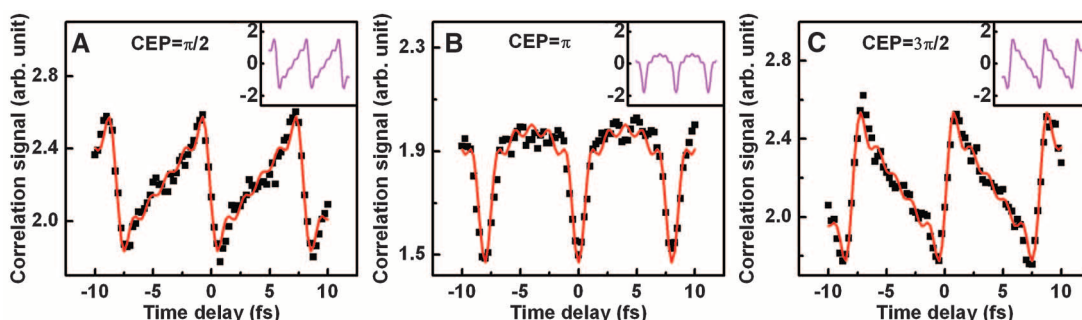 A
CEP=π/2
Correlation signal (arb. unit)
2.8
2.4
2.0
-10 -5 0 5 10
Time delay (fs)
2
0
-2
B
CEP=π
Correlation signal (arb. unit)
2.3
1.9
1.5
-10 -5 0 5 10
Time delay (fs)
2
0
-2
C
CEP=3π/2
Correlation signal (arb. unit)
2.8
2.4
2.0
-10 -5 0 5 10
Time delay (fs)
2
0
-2